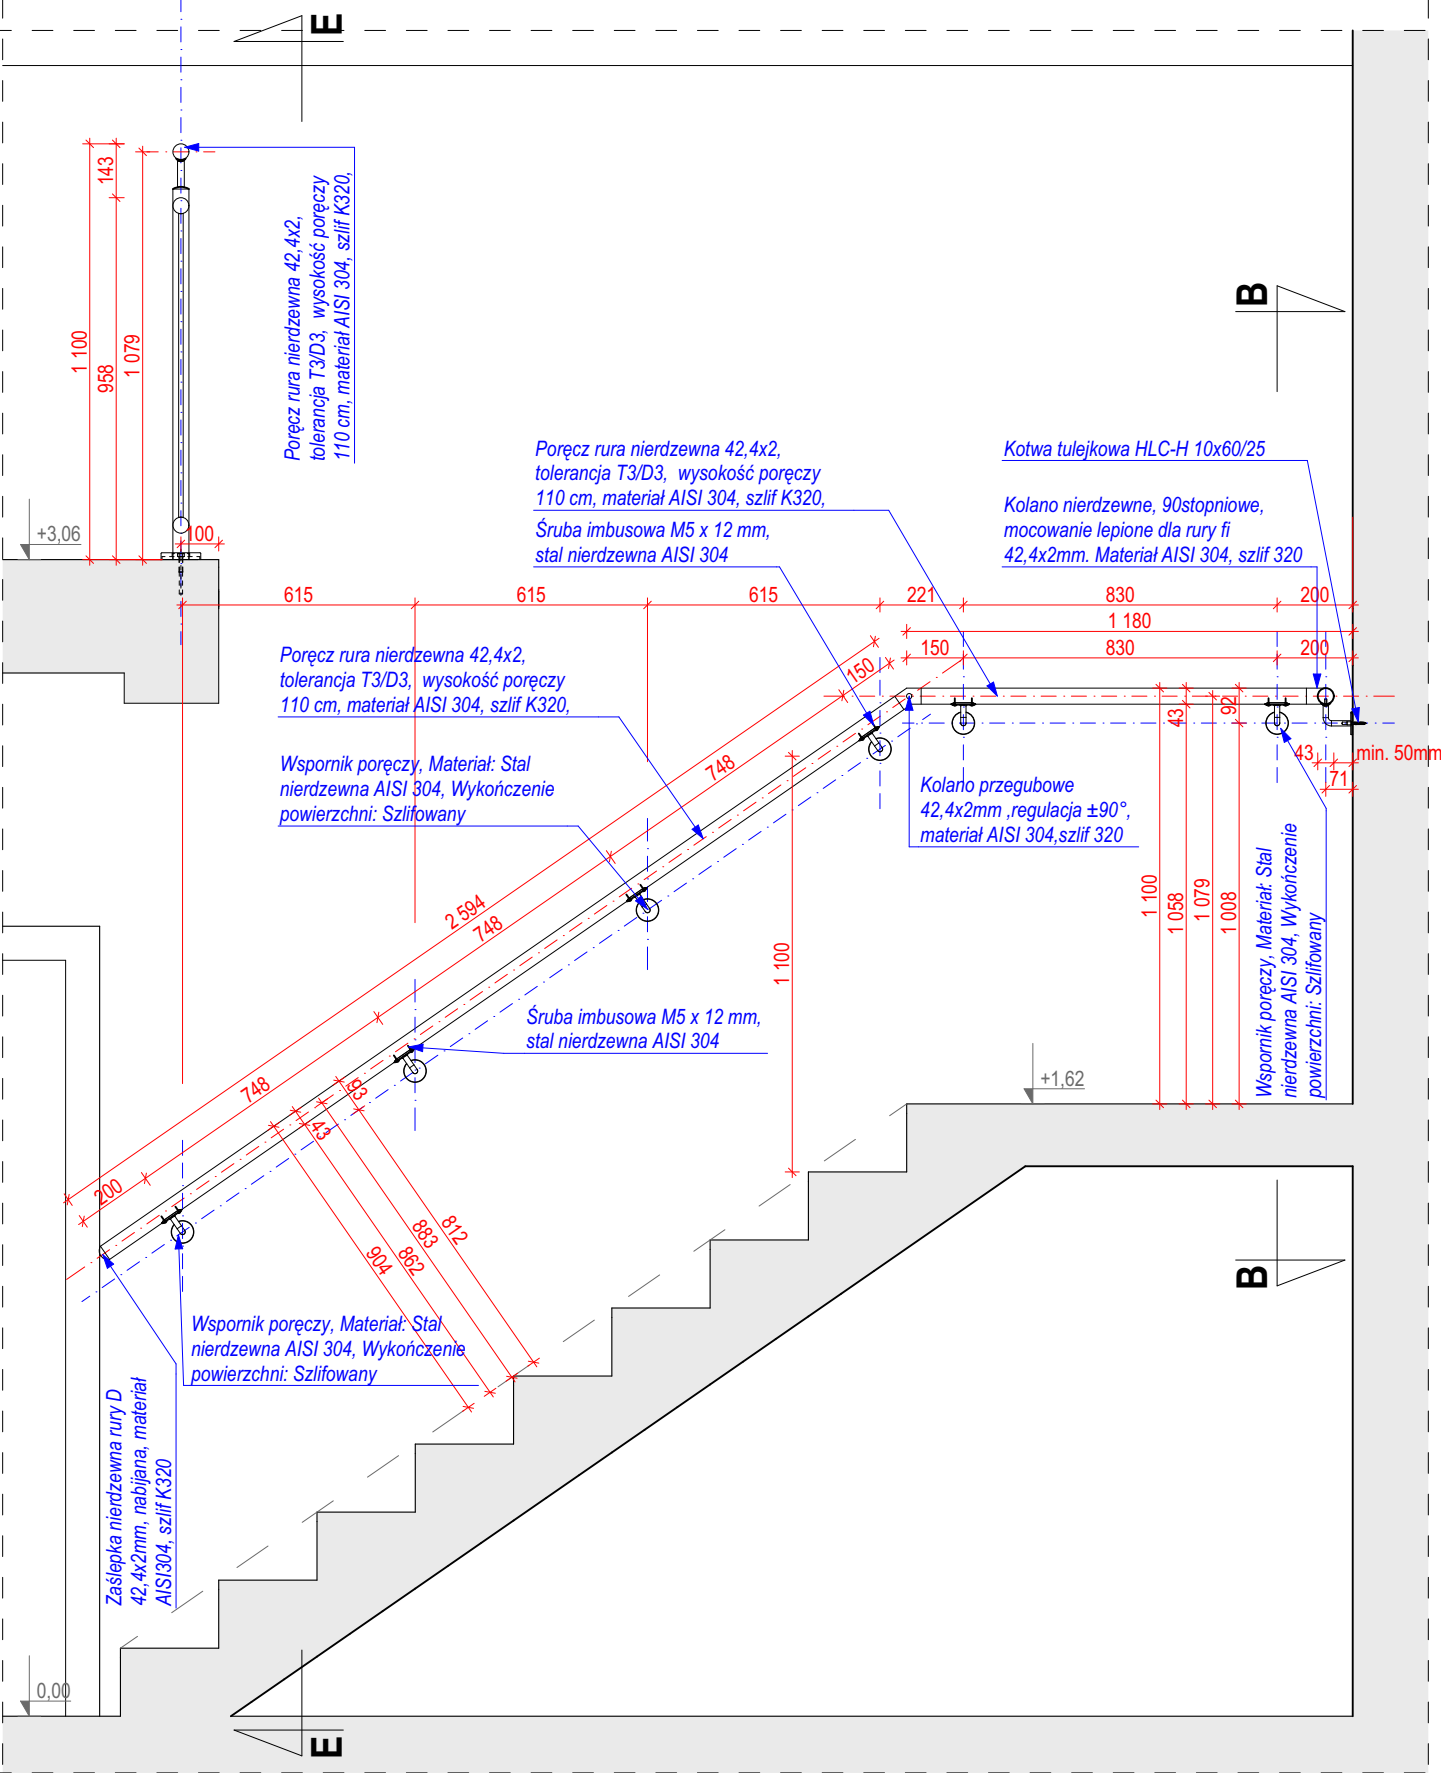 E
143
1 100
958
1 079
Poręcz rura nierdzewna 42,4x2,
tolerancja T3/D3, wysokość poręczy
110 cm, materiał AISI 304, szlif K320,
B
+3,06
100
Poręcz rura nierdzewna 42,4x2,
tolerancja T3/D3, wysokość poręczy
110 cm, materiał AISI 304, szlif K320,
Śruba imbusowa M5 x 12 mm,
stal nierdzewna AISI 304
Kotwa tulejkowa HLC-H 10x60/25
Kolano nierdzewne, 90stopniowe,
mocowanie lepione dla rury fi
42,4x2mm. Materiał AISI 304, szlif 320
615
615
615
221
830
200
1 180
150
830
200
Poręcz rura nierdzewna 42,4x2,
tolerancja T3/D3, wysokość poręczy
110 cm, materiał AISI 304, szlif K320,
150
43
92
43
min. 50mm
71
Wspornik poręczy, Materiał: Stal
nierdzewna AISI 304, Wykończenie
powierzchni: Szlifowany
748
Kolano przegubowe
42,4x2mm ,regulacja ±90°,
materiał AISI 304,szlif 320
1 100
1 058
1 079
1 008
Wspornik poręczy, Materiał: Stal
nierdzewna AISI 304, Wykończenie
powierzchni: Szlifowany
2 594
748
1 100
Śruba imbusowa M5 x 12 mm,
stal nierdzewna AISI 304
+1,62
748
93
43
200
812
883
862
904
B
Wspornik poręczy, Materiał: Stal
nierdzewna AISI 304, Wykończenie
powierzchni: Szlifowany
Zaślepka nierdzewna rury D
42,4x2mm, nabijana, materiał
AISI304, szlif K320
0,00
E